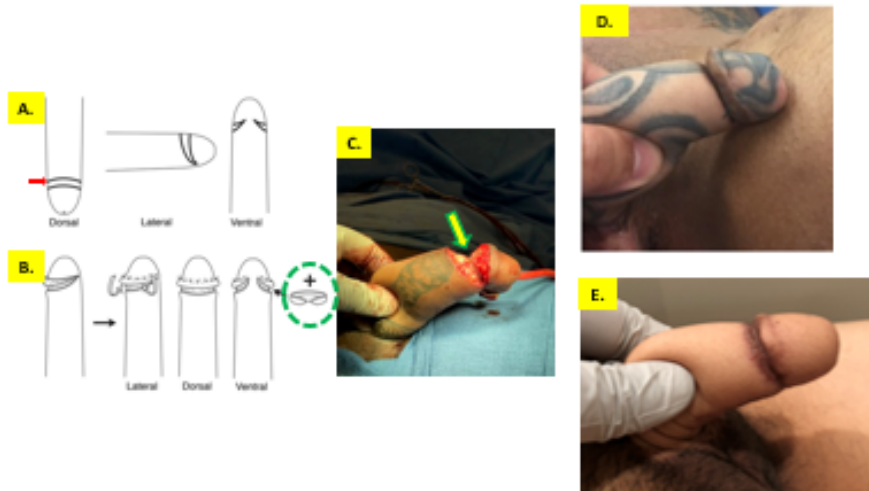 A.
Dorsal
Lateral
Ventral
B.
+
Lateral
Dorsal
Ventral
C.
D.
E.